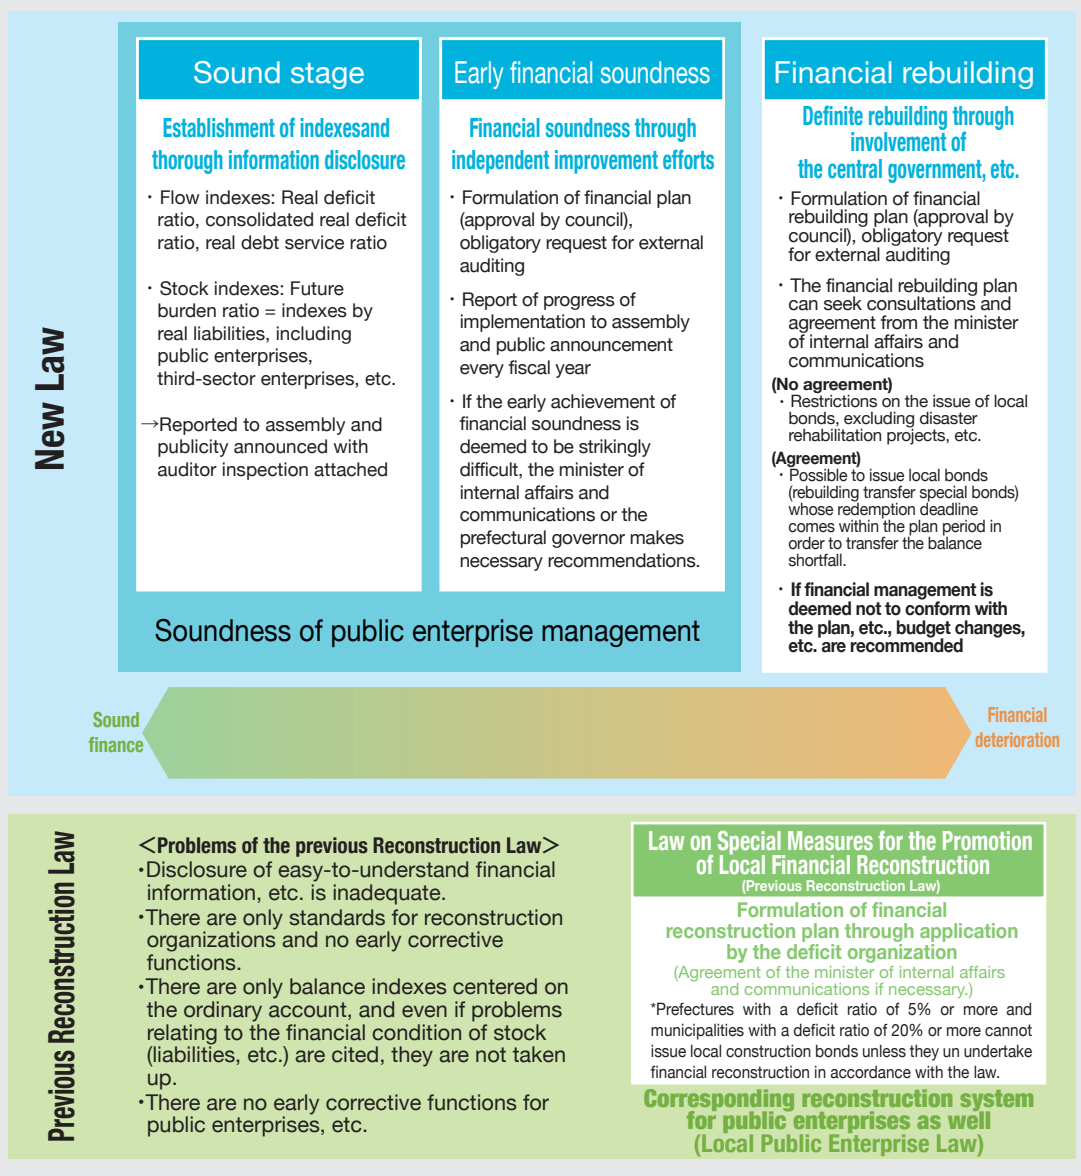 New Law
Sound stage
Establishment of indexesand
thorough information disclosure
・Flow indexes: Real deficit
ratio, consolidated real deficit
ratio, real debt service ratio
・Stock indexes: Future
burden ratio = indexes by
real liabilities, including
public enterprises,
third-sector enterprises, etc.
→Reported to assembly and
publicity announced with
auditor inspection attached
Early financial soundness
Financial soundness through
independent improvement efforts
・Formulation of financial plan
(approval by council),
obligatory request for external
auditing
・Report of progress of
implementation to assembly
and public announcement
every fiscal year
・If the early achievement of
financial soundness is
deemed to be strikingly
difficult, the minister of
internal affairs and
communications or the
prefectural governor makes
necessary recommendations.
Soundness of public enterprise management
Financial rebuilding
Definite rebuilding through
involvement of
the central government, etc.
・Formulation of financial
rebuilding plan (approval by
council), obligatory request
for external auditing
・The financial rebuilding plan
can seek consultations and
agreement from the minister
of internal affairs and
communications
(No agreement)
・Restrictions on the issue of local
bonds, excluding disaster
rehabilitation projects, etc.
(Agreement)
・Possible to issue local bonds
(rebuilding transfer special bonds)
whose redemption deadline
comes within the plan period in
order to transfer the balance
shortfall.
・If financial management is
deemed not to conform with
the plan, etc., budget changes,
etc. are recommended
Sound
finance
Financial
deterioration
Previous Reconstruction Law
＜Problems of the previous Reconstruction Law＞
・Disclosure of easy-to-understand financial
information, etc. is inadequate.
・There are only standards for reconstruction
organizations and no early corrective
functions.
・There are only balance indexes centered on
the ordinary account, and even if problems
relating to the financial condition of stock
(liabilities, etc.) are cited, they are not taken
up.
・There are no early corrective functions for
public enterprises, etc.
Law on Special Measures for the Promotion
of Local Financial Reconstruction
(Previous Reconstruction Law)
Formulation of financial
reconstruction plan through application
by the deficit organization
(Agreement of the minister of internal affairs
and communications if necessary.)
*Prefectures with a deficit ratio of 5% or more and
municipalities with a deficit ratio of 20% or more cannot
issue local construction bonds unless they un undertake
financial reconstruction in accordance with the law.
Corresponding reconstruction system
for public enterprises as well
(Local Public Enterprise Law)